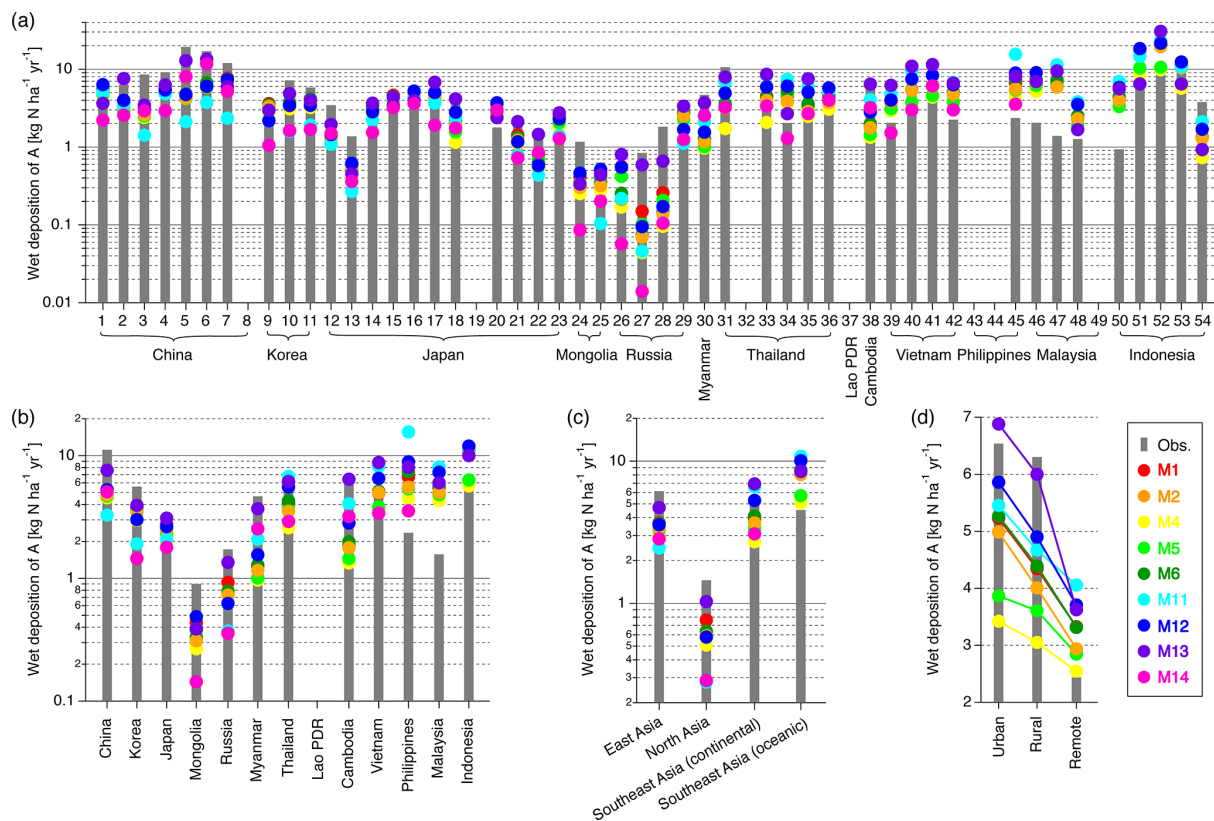 (a)
Wet deposition of A [kg N ha⁻¹ yr⁻¹]
10
1
0.1
0.01
1 2 3 4 5 6 7 8 9 10 11 12 13 14 15 16 17 18 19 20 21 22 23 24 25 26 27 28 29 30 31 32 33 34 35 36 37 38 39 40 41 42 43 44 45 46 47 48 49 50 51 52 53 54
China Korea Japan Mongolia Russia Myanmar Thailand Lao PDR Cambodia Vietnam Philippines Malaysia Indonesia
(b)
Wet deposition of A [kg N ha⁻¹ yr⁻¹]
2
10
8
6
4
2
1
8
6
4
2
0.1
China Korea Japan Mongolia Russia Myanmar Thailand Lao PDR Cambodia Vietnam Philippines Malaysia Indonesia
(c)
Wet deposition of A [kg N ha⁻¹ yr⁻¹]
2
10
9
8
7
6
5
4
3
2
1
9
8
7
6
5
4
3
2
East Asia
North Asia
Southeast Asia (continental)
Southeast Asia (oceanic)
(d)
Wet deposition of A [kg N ha⁻¹ yr⁻¹]
7
6
5
4
3
2
Urban Rural Remote
Obs.
M1
M2
M4
M5
M6
M11
M12
M13
M14